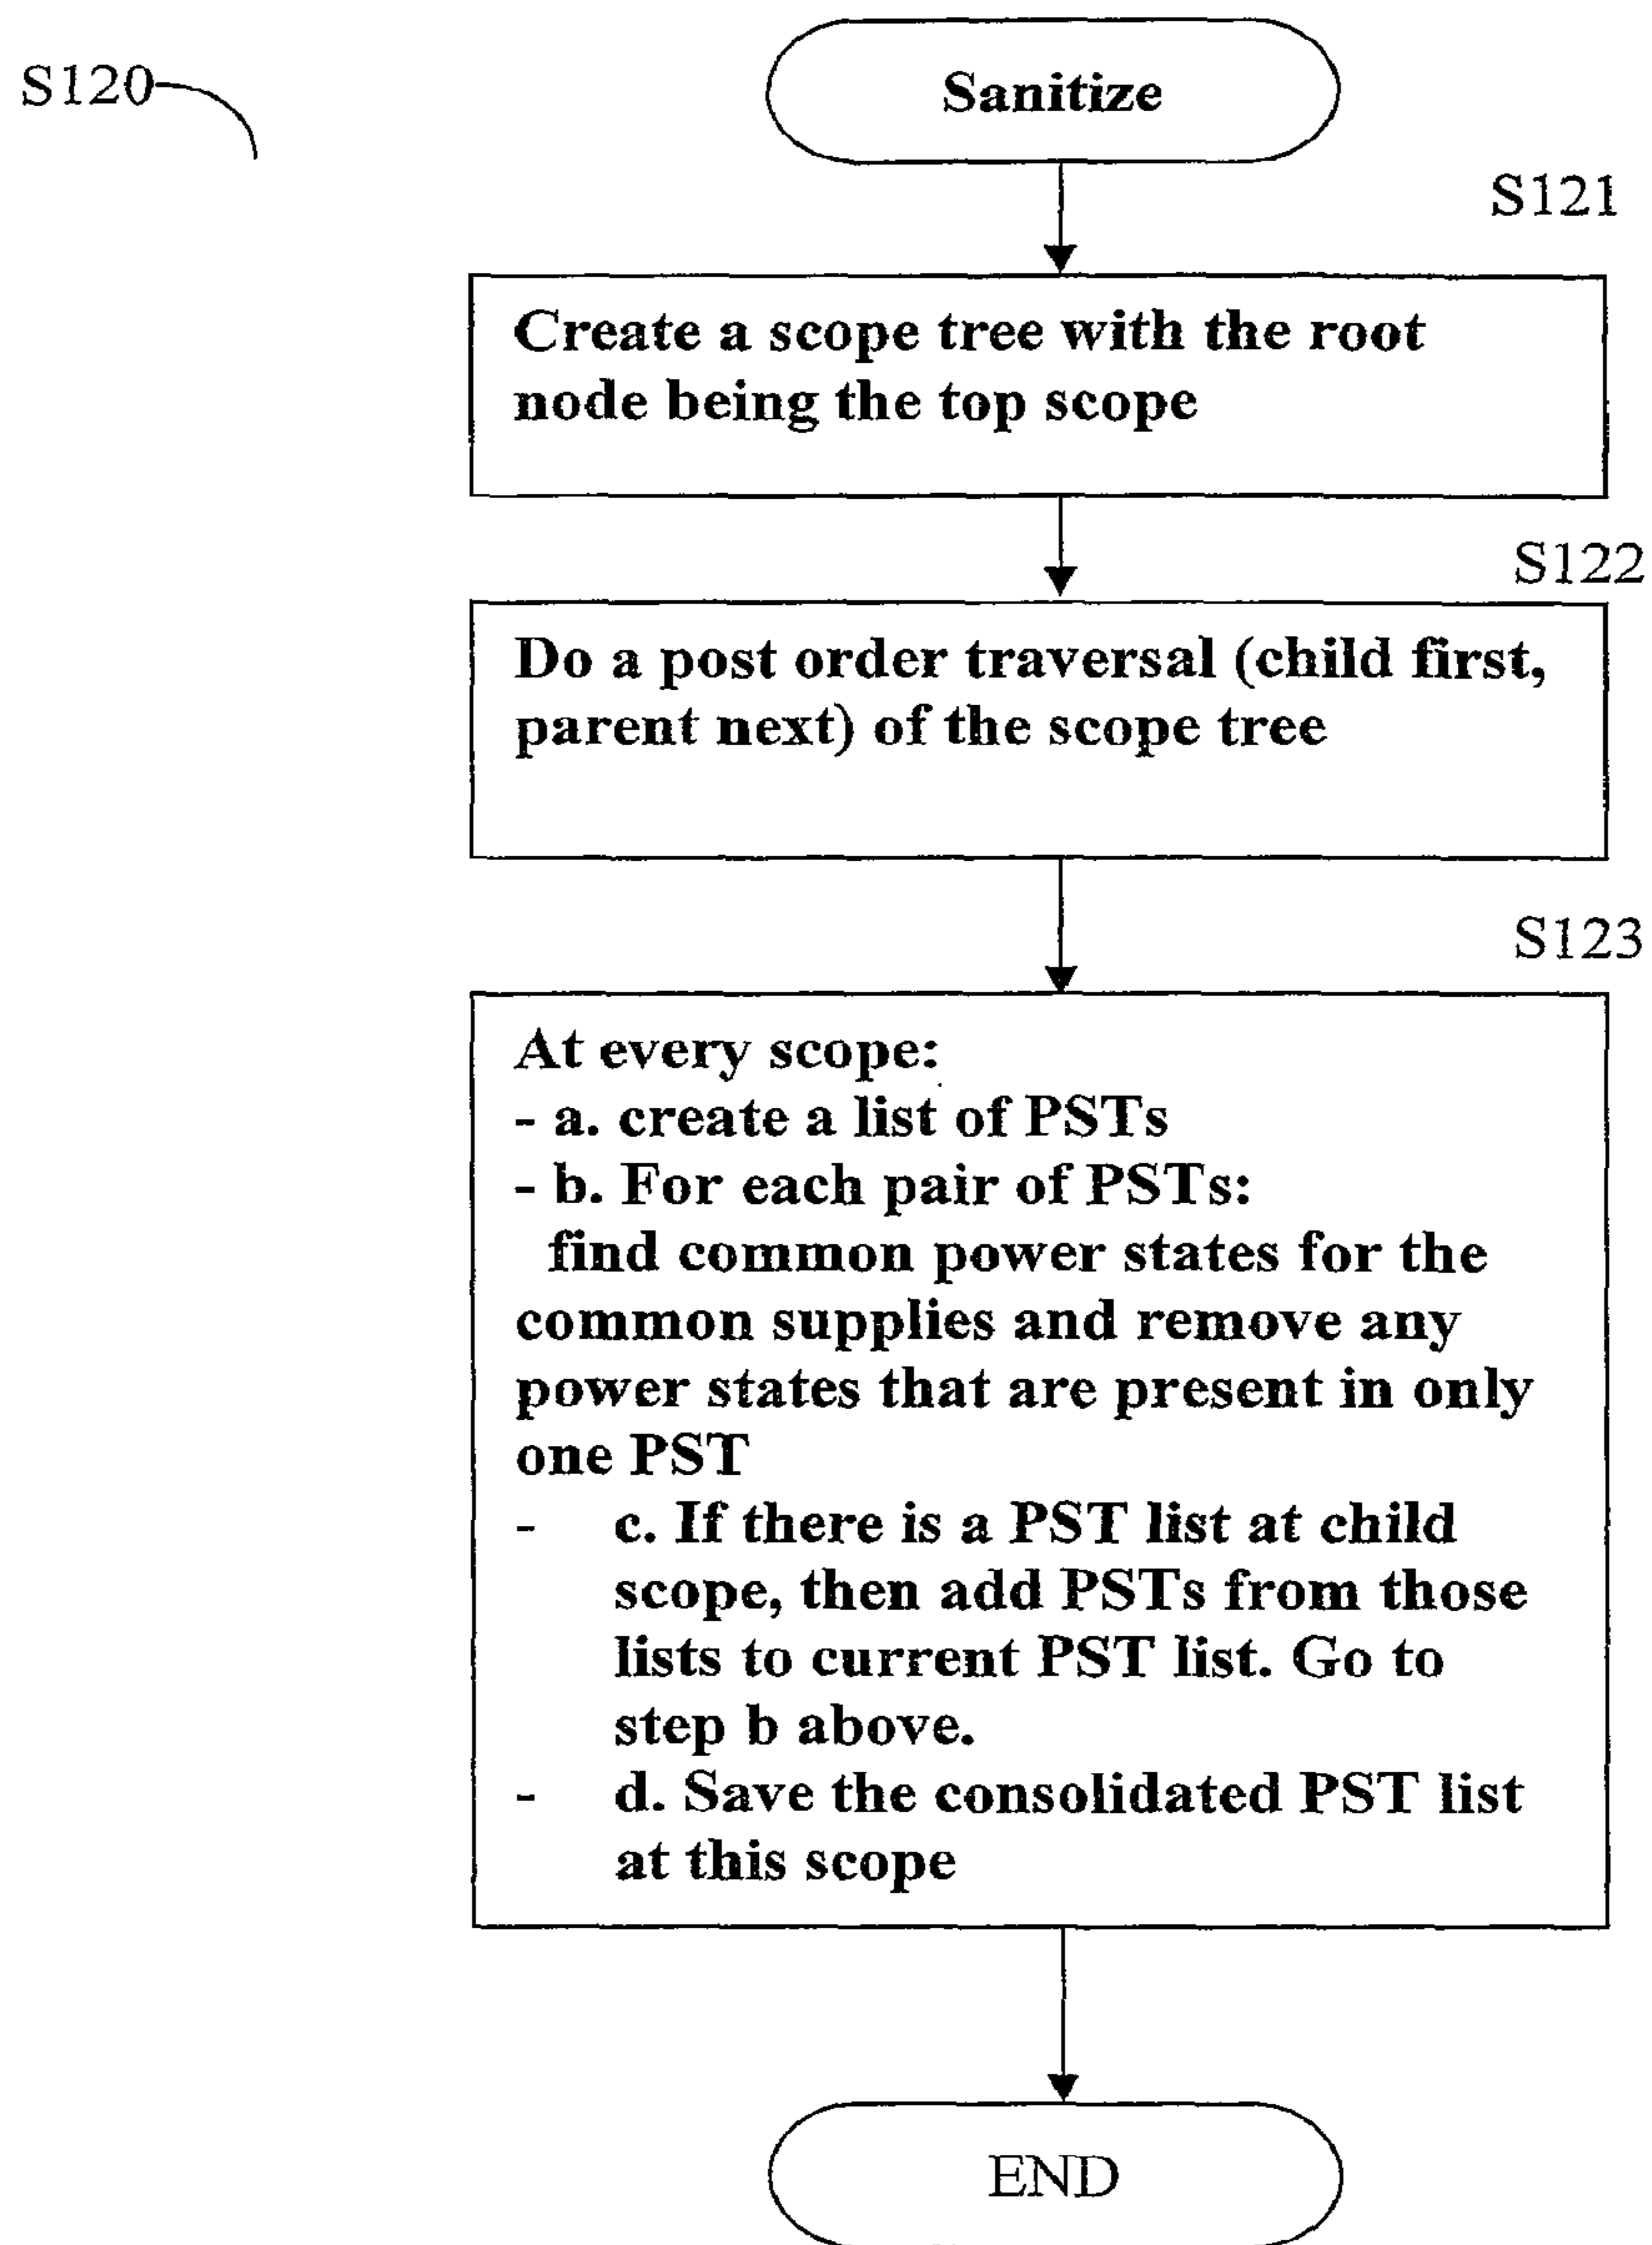 S120
Sanitize
S121
Create a scope tree with the root
node being the top scope
S122
Do a post order traversal (child first,
parent next) of the scope tree
S123
At every scope:
- a. create a list of PSTs
- b. For each pair of PSTs:
find common power states for the
common supplies and remove any
power states that are present in only
one PST
- c. If there is a PST list at child
scope, then add PSTs from those
lists to current PST list. Go to
step b above.
- d. Save the consolidated PST list
at this scope
END